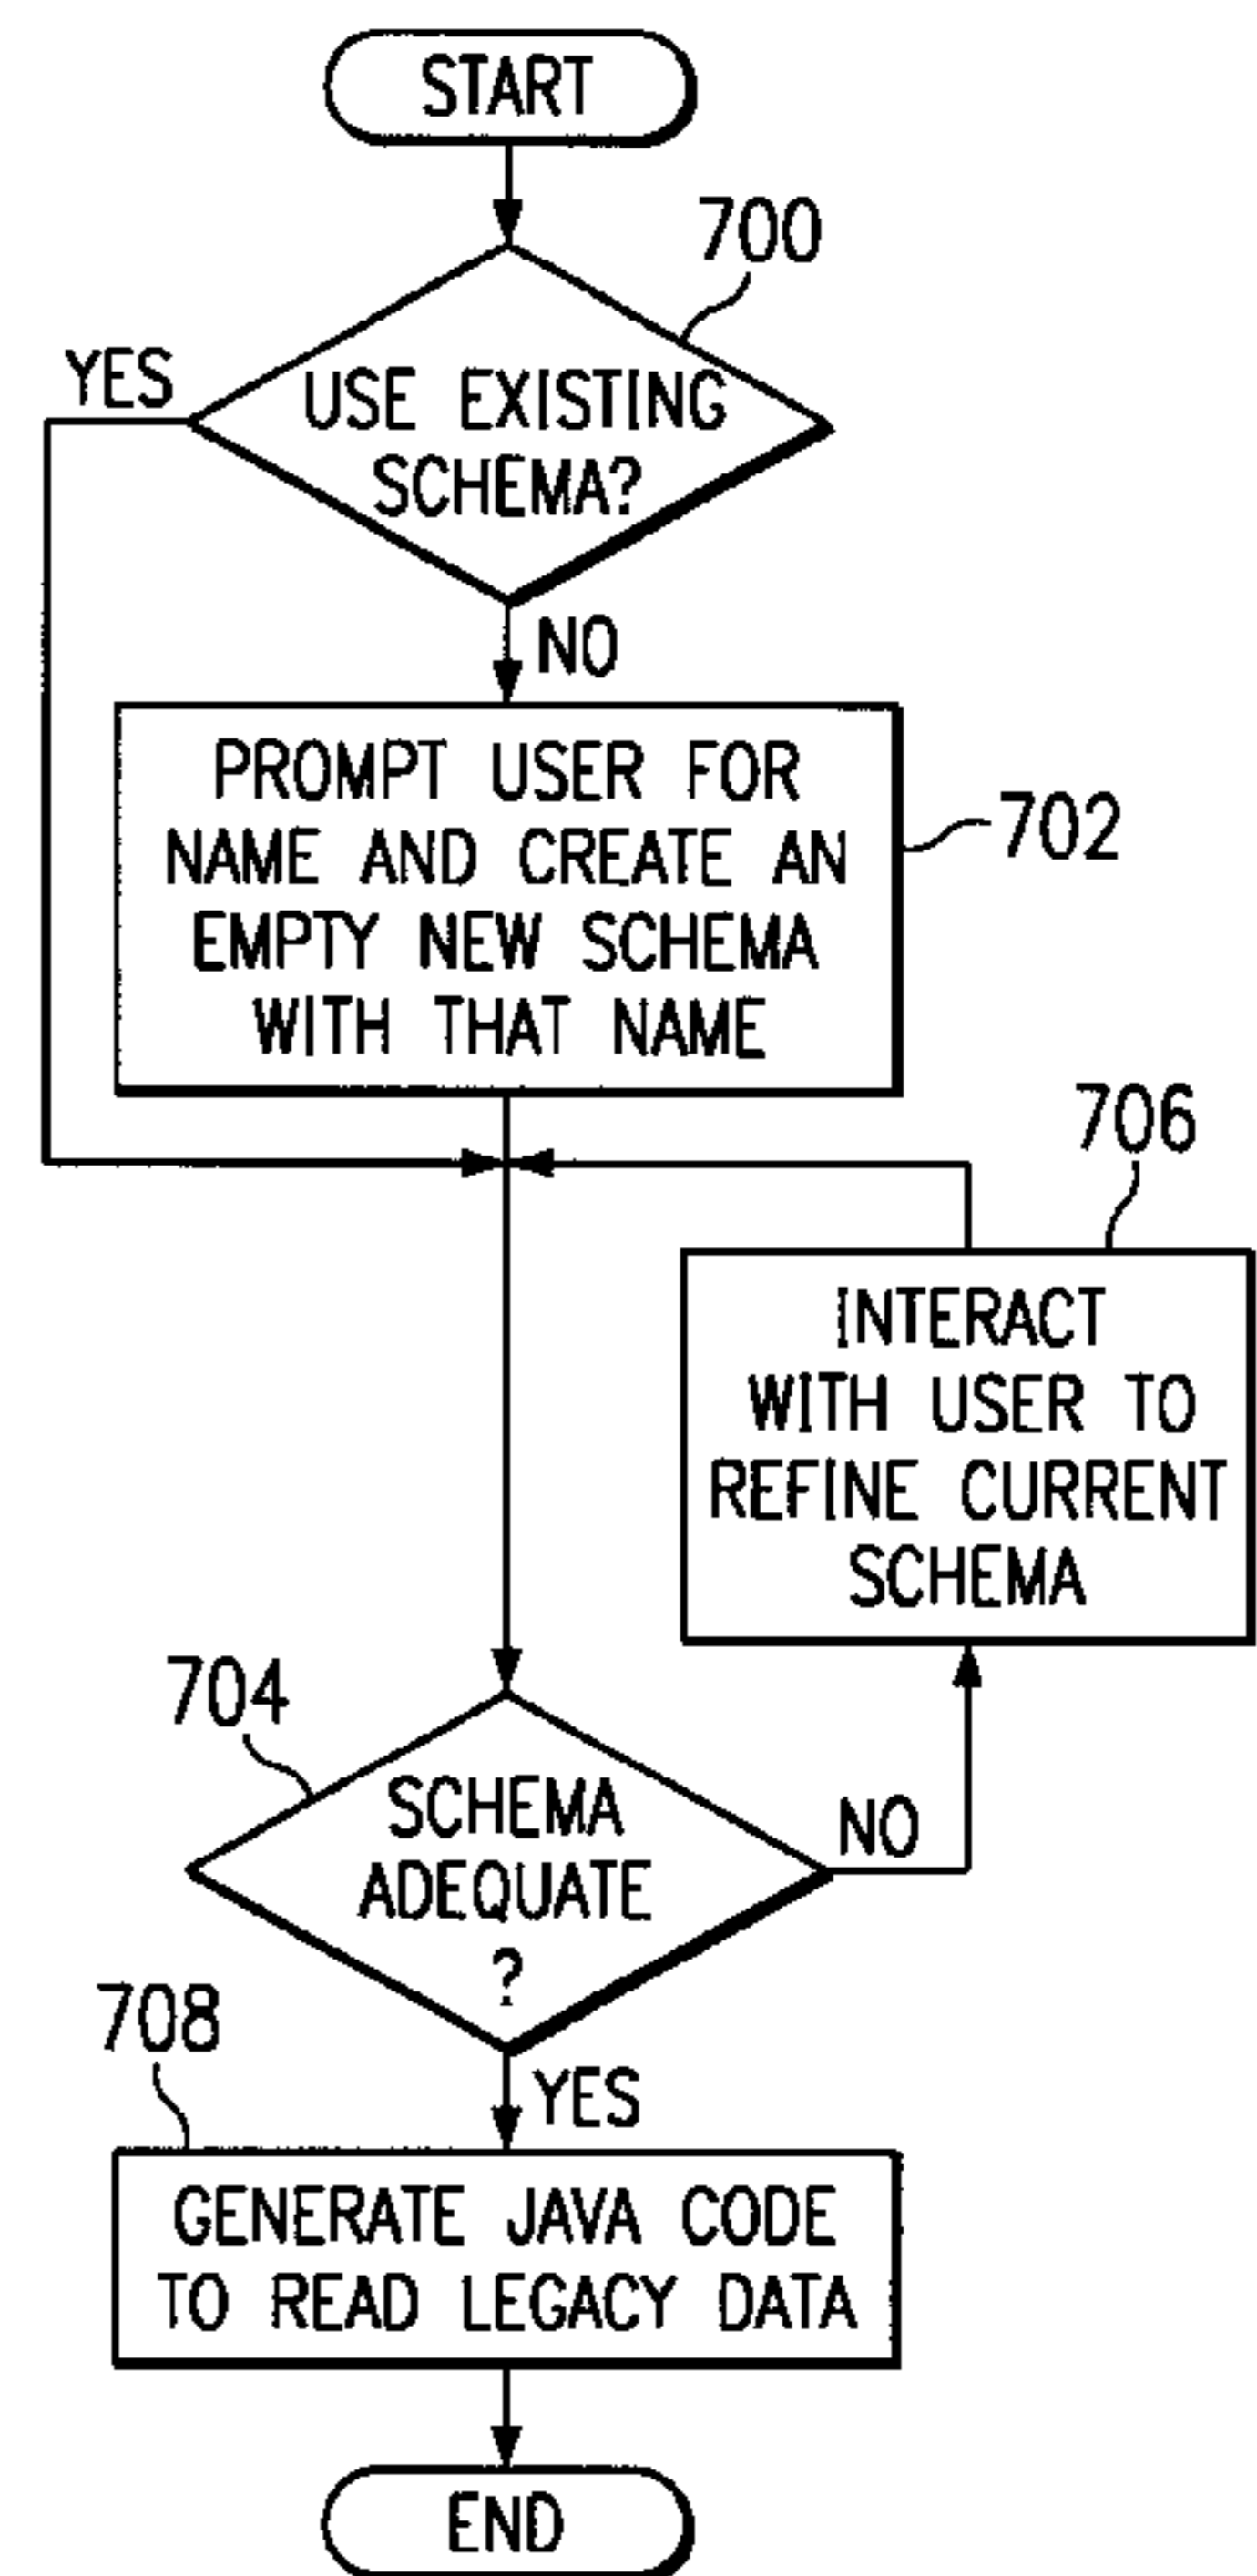 START
700
YES
USE EXISTING
SCHEMA?
NO
PROMPT USER FOR
NAME AND CREATE AN
EMPTY NEW SCHEMA
WITH THAT NAME
702
706
INTERACT
WITH USER TO
REFINE CURRENT
SCHEMA
704
SCHEMA
ADEQUATE
?
NO
708
YES
GENERATE JAVA CODE
TO READ LEGACY DATA
END